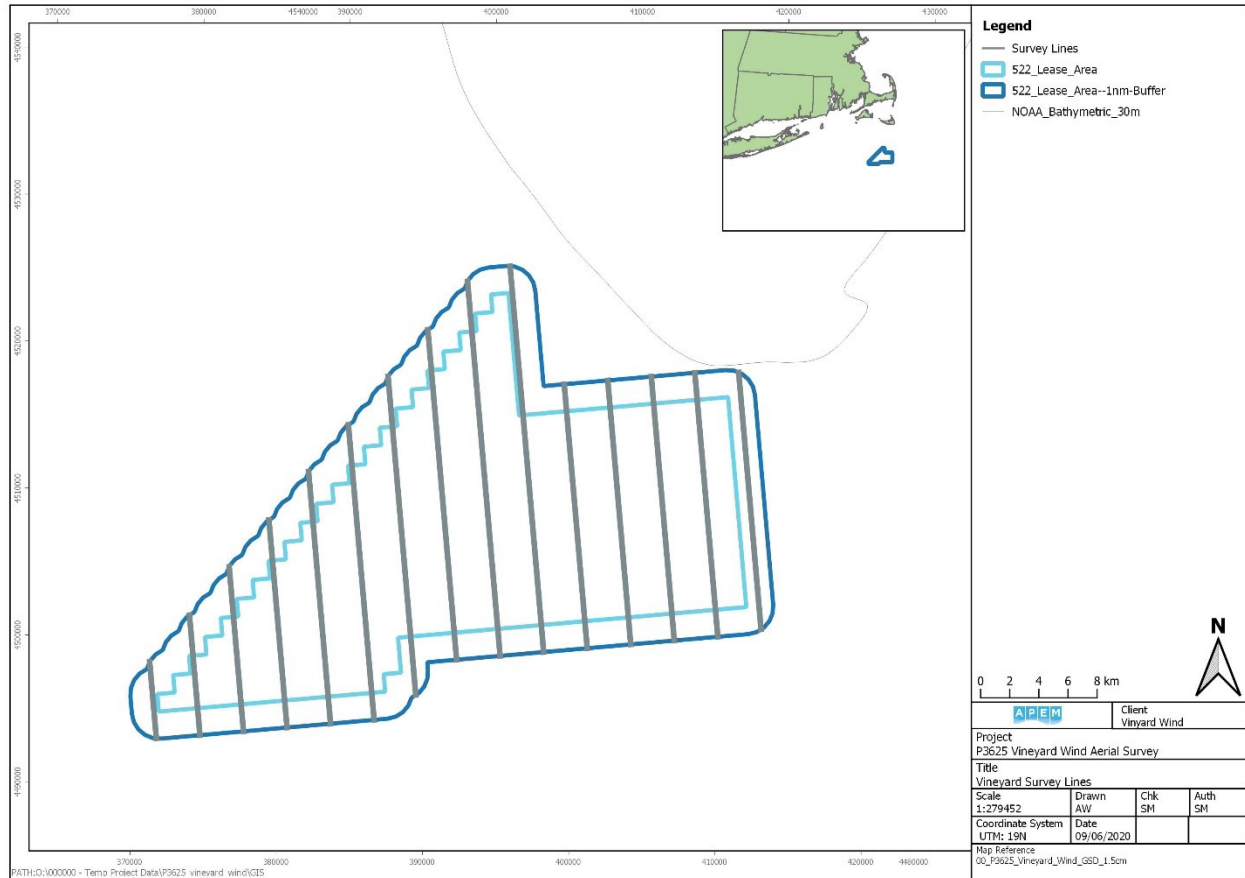 370000 380000 4540000 390000 400000 410000 420000 430000
4540000
4530000
4520000
4510000
4500000
4490000
Legend
Survey Lines
522_Lease_Area
522_Lease_Area--1nm-Buffer
NOAA_Bathymetric_30m
N
0 2 4 6 8 km
APEM
Client
Vinyard Wind
Project
P3625 Vineyard Wind Aerial Survey
Title
Vineyard Survey Lines
Scale Drawn Chk Auth
1:279452 AW SM SM
Coordinate System Date
UTM: 19N 09/06/2020
Map Reference
00_P3625_Vineyard_Wind_GSD_1.5cm
370000 380000 390000 400000 410000 420000 4480000
PATH:O:\000000 - Temp Project Data\P3625 vineyard wind\GIS